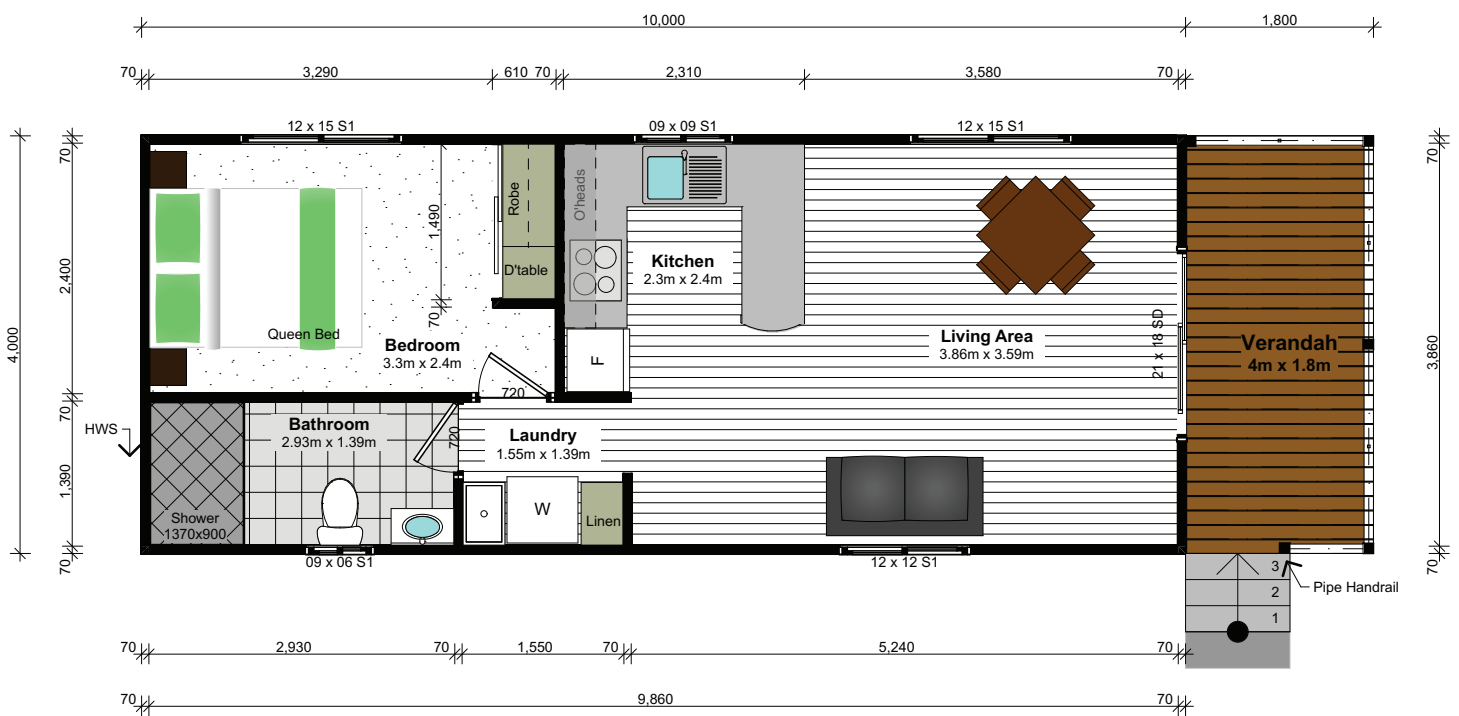 10,000
1,800
70
3,290
610
70
2,310
3,580
70
12 x 15 S1
09 x 09 S1
12 x 15 S1
4,000
70
2,400
70
1,390
70
70
3,860
70
Robe
D'table
1,490
70
O'heads
Kitchen
2.3m x 2.4m
Queen Bed
Bedroom
3.3m x 2.4m
F
Living Area
3.86m x 3.59m
21 x 18 SD
Verandah
4m x 1.8m
720
HWS
Bathroom
2.93m x 1.39m
720
Laundry
1.55m x 1.39m
Shower
1370x900
W
Linen
09 x 06 S1
12 x 12 S1
3
2
1
Pipe Handrail
70
2,930
70
1,550
70
5,240
70
70
9,860
70